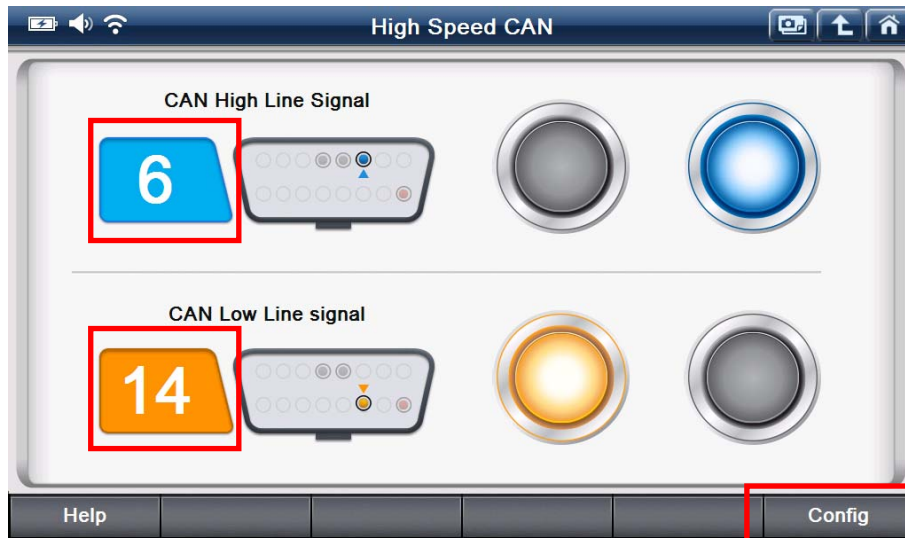 High Speed CAN
CAN High Line Signal
6
CAN Low Line signal
14
Help
Config